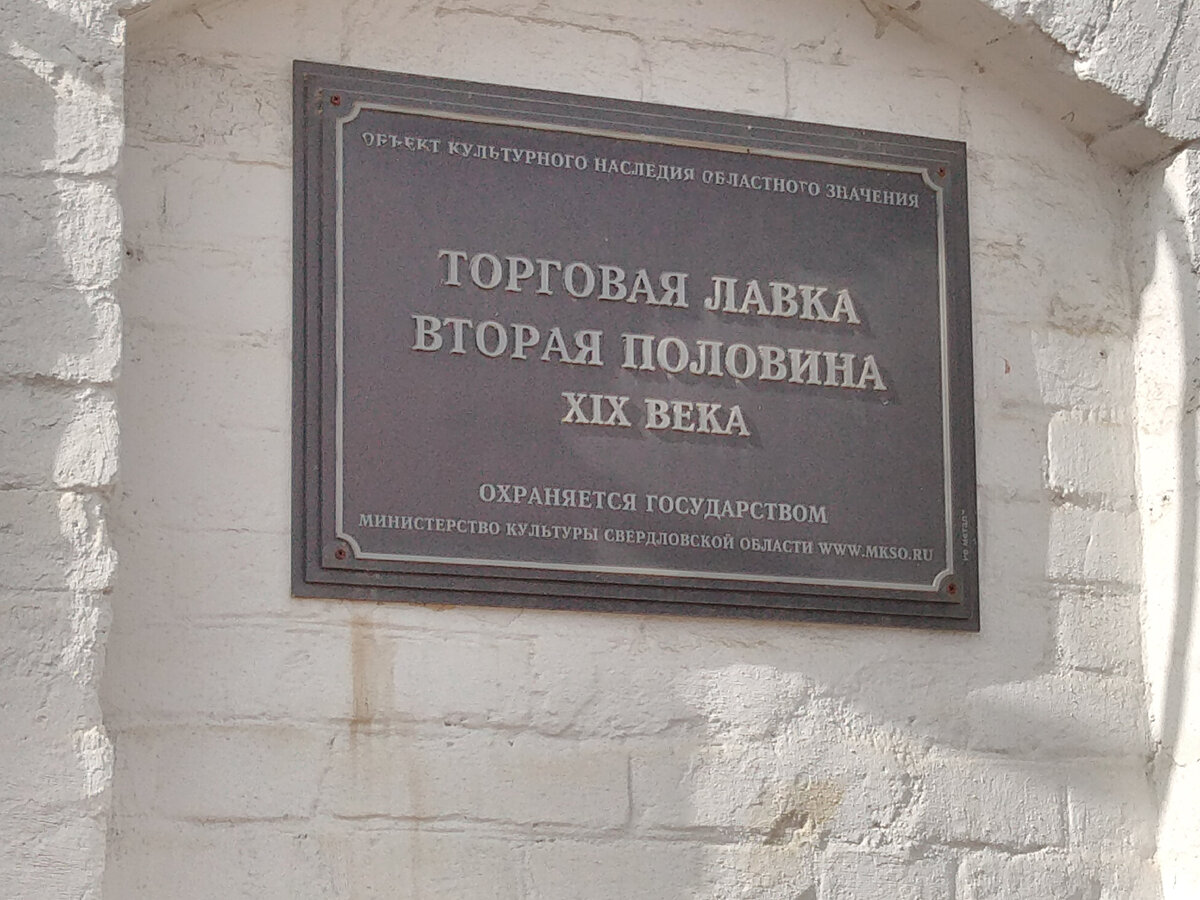 ОБЪЕКТ КУЛЬТУРНОГО НАСЛЕДИЯ ОБЛАСТНОГО ЗНАЧЕНИЯ
ТОРГОВАЯ ЛАВКА
ВТОРАЯ ПОЛОВИНА
XIX ВЕКА
ОХРАНЯЕТСЯ ГОСУДАРСТВОМ
МИНИСТЕРСТВО КУЛЬТУРЫ СВЕРДЛОВСКОЙ ОБЛАСТИ WWW.MKSO.RU